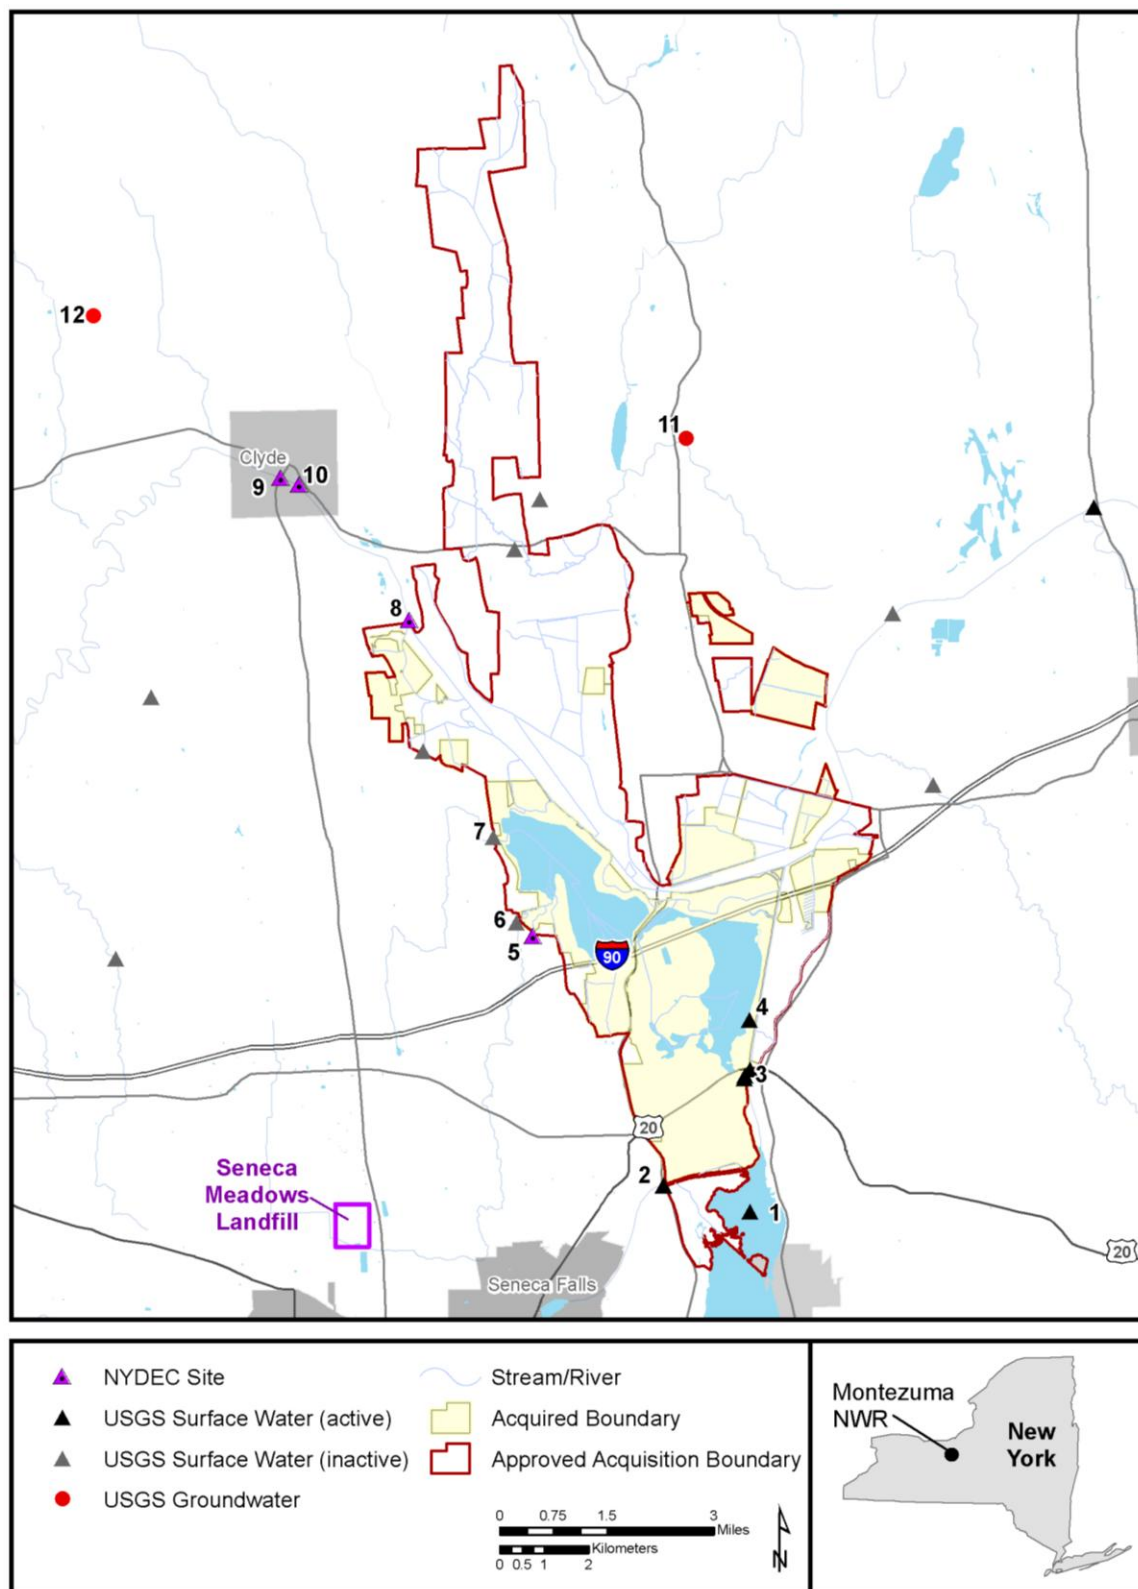 12
11
Clyde
9
10
8
7
6
5
90
4
3
20
2
1
Seneca
Meadows
Landfill
20
Seneca Falls
NYDEC Site
USGS Surface Water (active)
USGS Surface Water (inactive)
USGS Groundwater
Stream/River
Acquired Boundary
Approved Acquisition Boundary
0 0.75 1.5 3
Miles
Kilometers
0 0.5 1 2
N
Montezuma
NWR
New
York